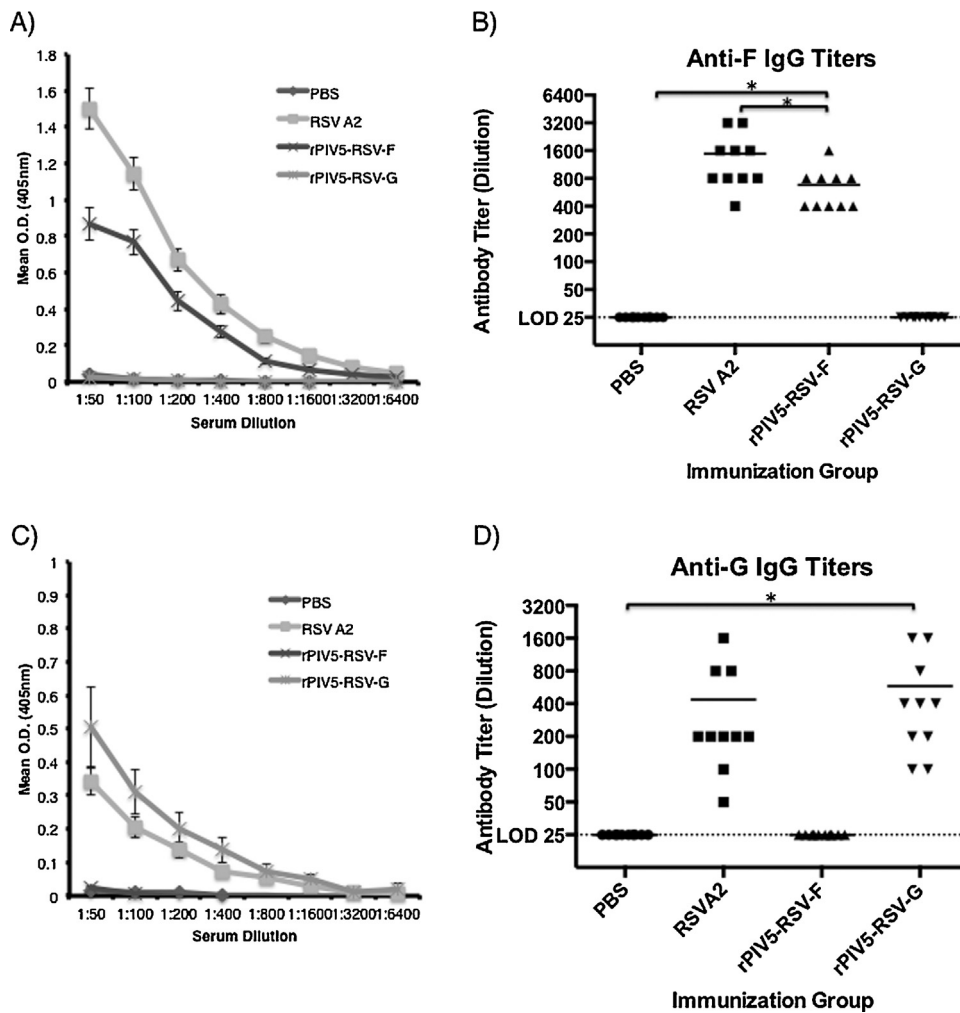 A)
1.8
1.6
1.4
1.2
1
0.8
0.6
0.4
0.2
0
Mean O.D. (405nm)
PBS
RSV A2
rPIV5-RSV-F
rPIV5-RSV-G
1:50 1:100 1:200 1:400 1:800 1:1600 1:3200 1:6400
Serum Dilution
B)
Anti-F IgG Titers
*
*
6400
3200
1600
800
400
200
100
50
LOD 25
Antibody Titer (Dilution)
PBS
RSV A2
rPIV5-RSV-F
rPIV5-RSV-G
Immunization Group
C)
1
0.9
0.8
0.7
0.6
0.5
0.4
0.3
0.2
0.1
0
Mean O.D. (405nm)
PBS
RSV A2
rPIV5-RSV-F
rPIV5-RSV-G
1:50 1:100 1:200 1:400 1:800 1:1600 1:3200 1:6400
Serum Dilution
D)
Anti-G IgG Titers
*
3200
1600
800
400
200
100
50
LOD 25
Antibody Titer (Dilution)
PBS
RSVA2
rPIV5-RSV-F
rPIV5-RSV-G
Immunization Group